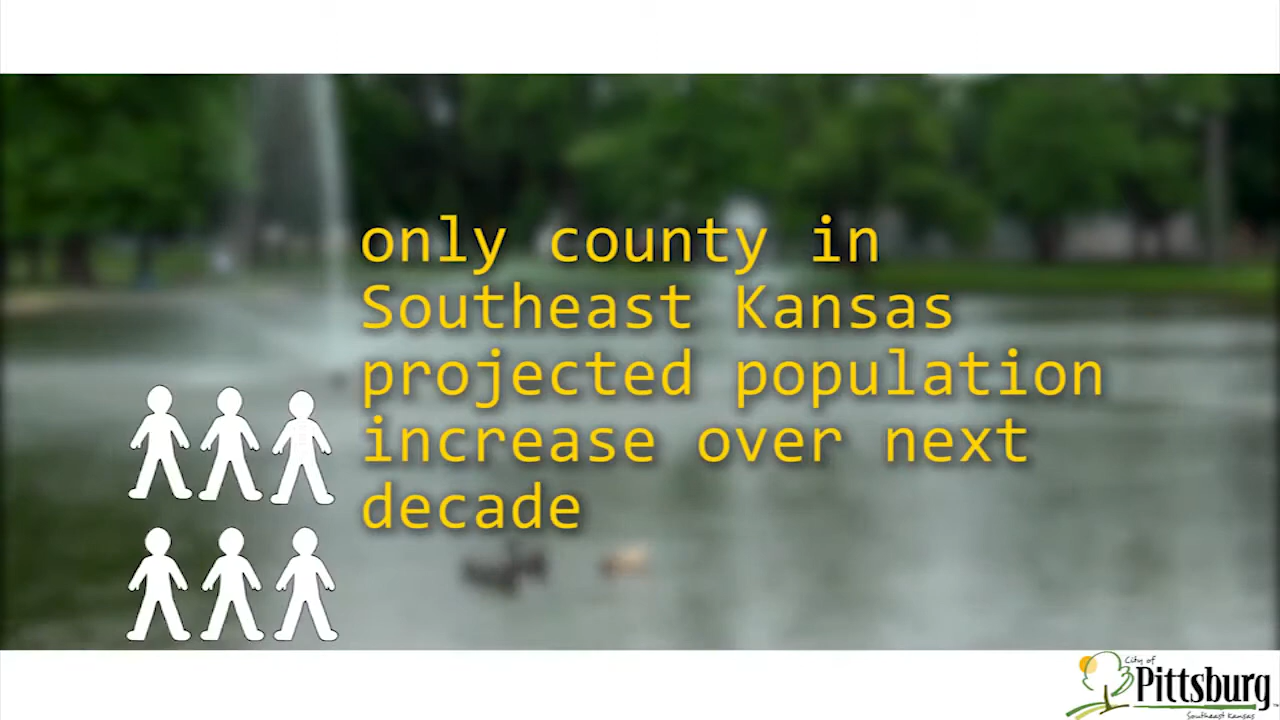 only county in
Southeast Kansas
projected population
increase over next
decade
City of
Pittsburg
Southeast Kansas